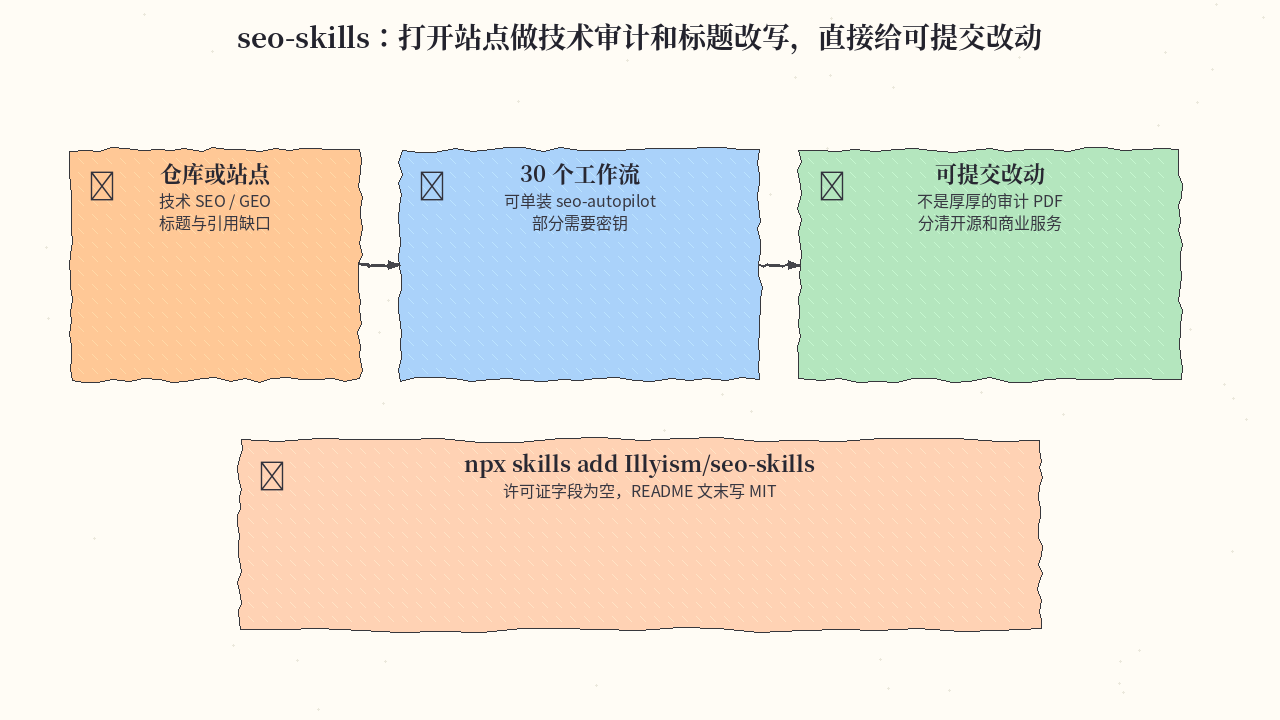 seo-skills：打开站点做技术审计和标题改写，直接给可提交改动
仓库或站点
技术 SEO / GEO
标题与引用缺口
30 个工作流
可单装 seo-autopilot
部分需要密钥
可提交改动
不是厚厚的审计 PDF
分清开源和商业服务
npx skills add Illyism/seo-skills
许可证字段为空，README 文末写 MIT